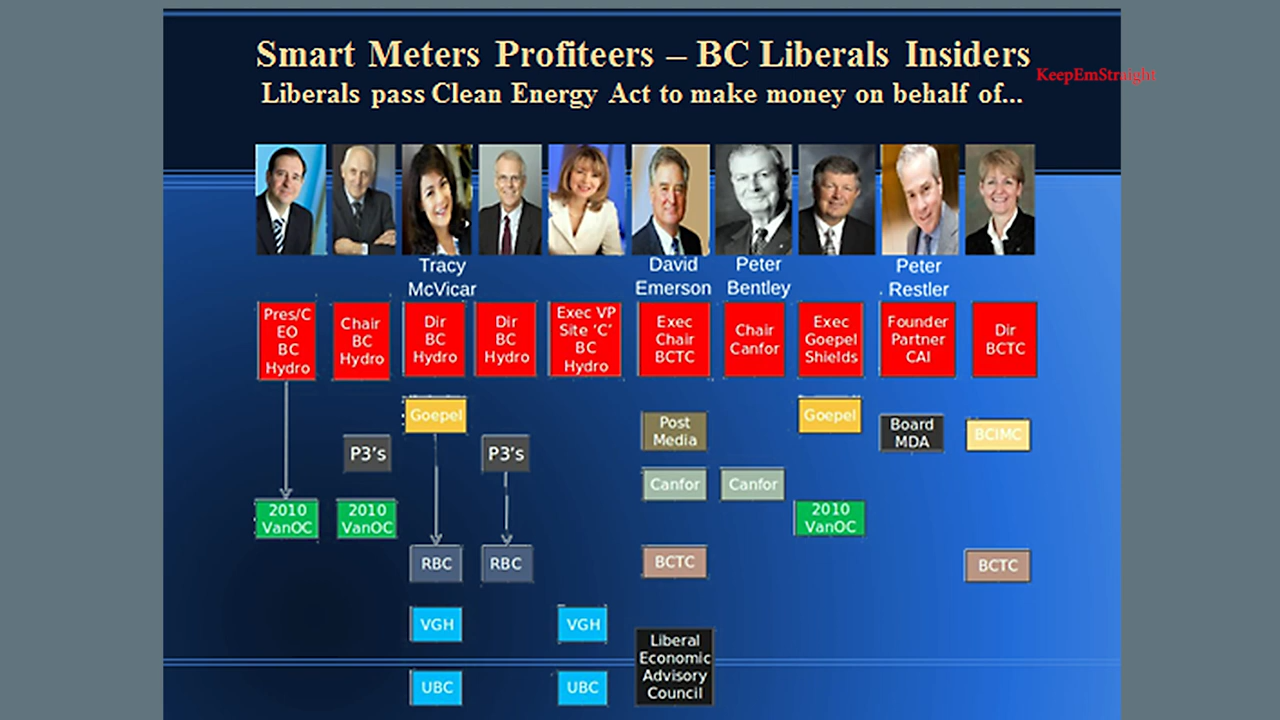 Smart Meters Profiteers – BC Liberals Insiders
KeepEmStraight
Liberals pass Clean Energy Act to make money on behalf of...
Tracy
McVicar
David
Emerson
Peter
Bentley
Peter
Restler
Pres/C
EO
BC
Hydro
Chair
BC
Hydro
Dir
BC
Hydro
Dir
BC
Hydro
Exec VP
Site ‘C’
BC
Hydro
Exec
Chair
BCTC
Chair
Canfor
Exec
Goepel
Shields
Founder
Partner
CAI
Dir
BCTC
Goepel
Post
Media
Goepel
Board
MDA
BCIMC
P3’s
P3’s
Canfor
Canfor
2010
VanOC
2010
VanOC
2010
VanOC
RBC
RBC
BCTC
BCTC
VGH
VGH
Liberal
Economic
Advisory
Council
UBC
UBC